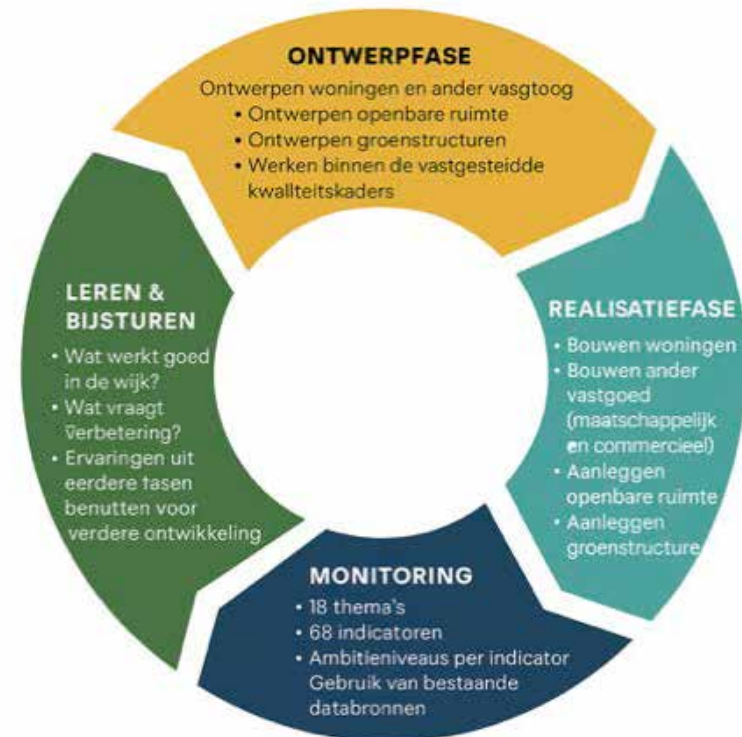 ONTWERPFASE
Ontwerpen woningen en ander vasgtoog
• Ontwerpen openbare ruimte
• Ontwerpen groenstructuren
• Werken binnen de vastgesteidde
kwallteitskaders
REALISATIEFASE
• Bouwen woningen
• Bouwen ander
vastgoed
(maatschappelijk
en commercieel)
• Aanleggen
openbare ruimte
• Aanleggen
groenstructure
MONITORING
• 18 thema's
• 68 indicatoren
• Ambitieniveaus per indicator
Gebruik van bestaande
databronnen
LEREN &
BIJSTUREN
• Wat werkt goed
in de wijk?
• Wat vraagt
verbetering?
• Ervaringen uit
eerdere tasen
benutten voor
verdere ontwikkeling